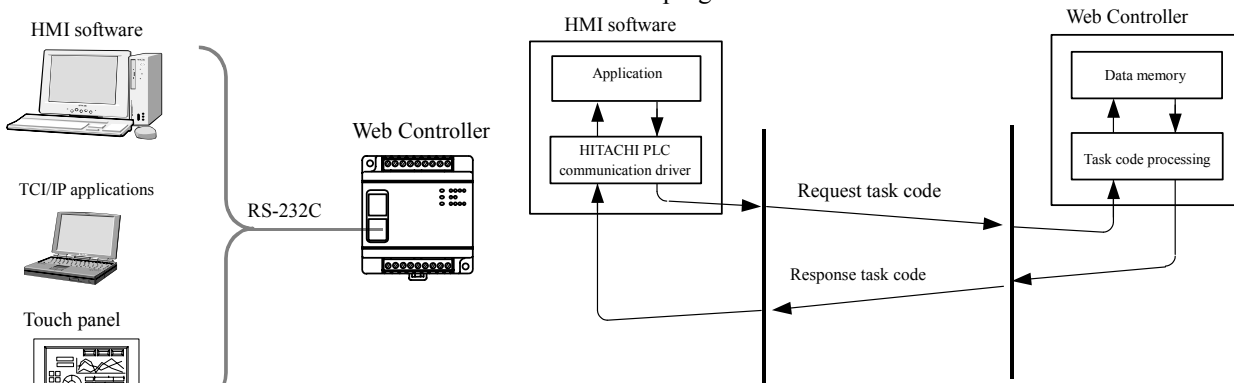 HMI software
TCI/IP applications
Touch panel
RS-232C
Web Controller
HMI software
Application
HITACHI PLC
communication driver
Request task code
Response task code
Web Controller
Data memory
Task code processing